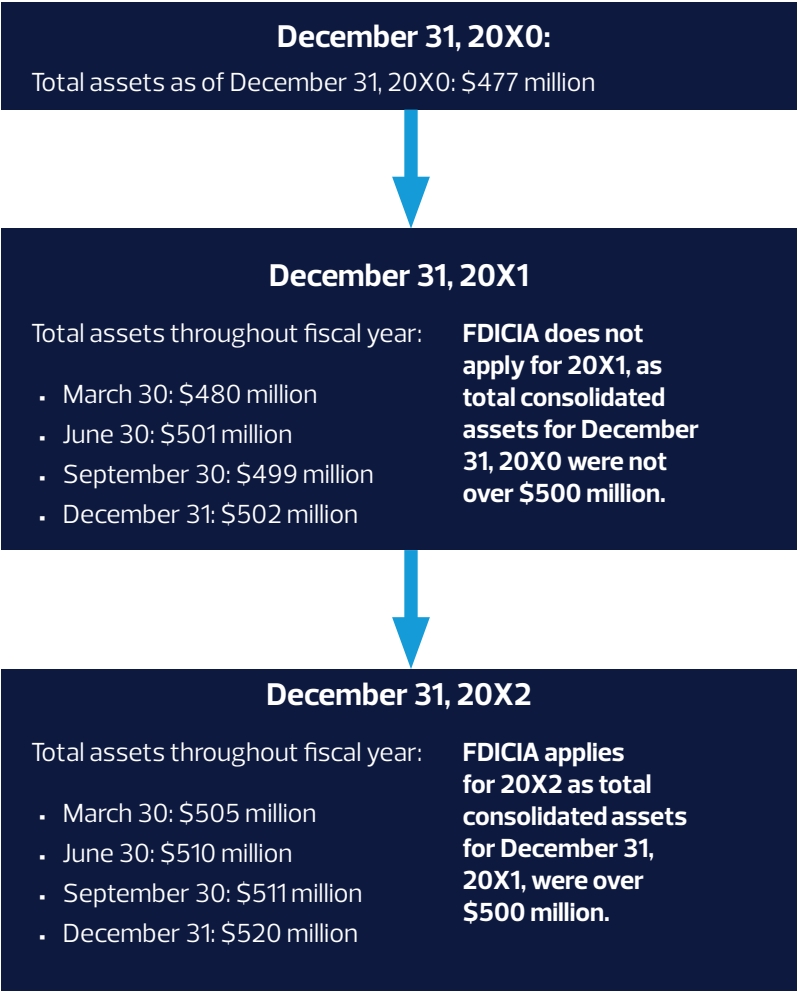 December 31, 20X0:
Total assets as of December 31, 20X0: $477 million
December 31, 20X1
Total assets throughout fiscal year:
▪ March 30: $480 million
▪ June 30: $501 million
▪ September 30: $499 million
▪ December 31: $502 million
FDICIA does not
apply for 20X1, as
total consolidated
assets for December
31, 20X0 were not
over $500 million.
December 31, 20X2
Total assets throughout fiscal year:
▪ March 30: $505 million
▪ June 30: $510 million
▪ September 30: $511 million
▪ December 31: $520 million
FDICIA applies
for 20X2 as total
consolidated assets
for December 31,
20X1, were over
$500 million.